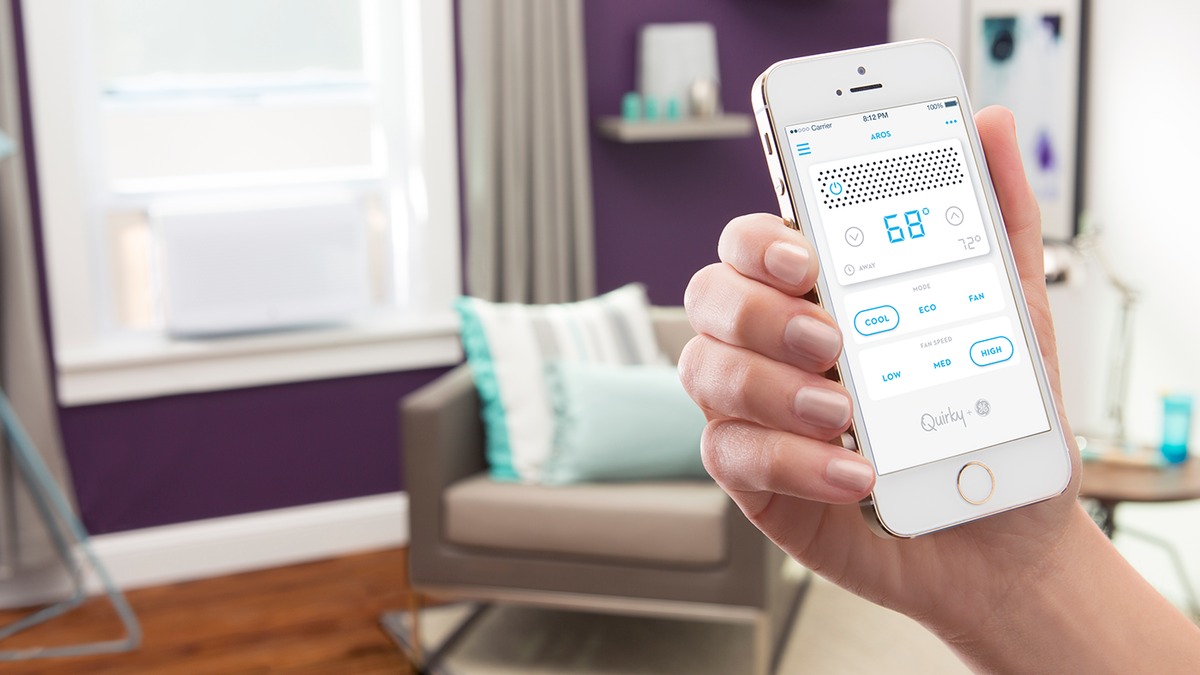 Carrier 8:12 PM 100%
AROS
68°
72°
AWAY
MODE
COOL ECO FAN
FAN SPEED
LOW MED HIGH
Quirky + GE